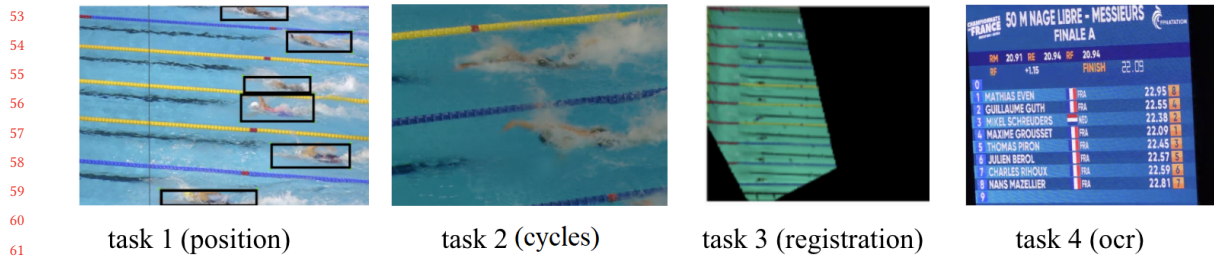 53
54
55
56
57
58
59
60
61
CHAMPIONNATS DE FRANCE
50 M NAGE LIBRE - MESSIEURS
FINALE A
RM 20.91 RE 20.94 RF 20.94
RF +1.15 FINISH 22.09
0
1 MATHIAS EVEN FRA 22.95 8
2 GUILLAUME GUTH FRA 22.55 4
3 MIKEL SCHREUDERS NED 22.38 2
4 MAXIME GROUSSET FRA 22.09 1
5 THOMAS PIRON FRA 22.45 3
6 JULIEN BEROL FRA 22.57 5
7 CHARLES RIHOUX FRA 22.59 6
8 NANS MAZELLIER FRA 22.81 7
9
task 1 (position)
task 2 (cycles)
task 3 (registration)
task 4 (ocr)